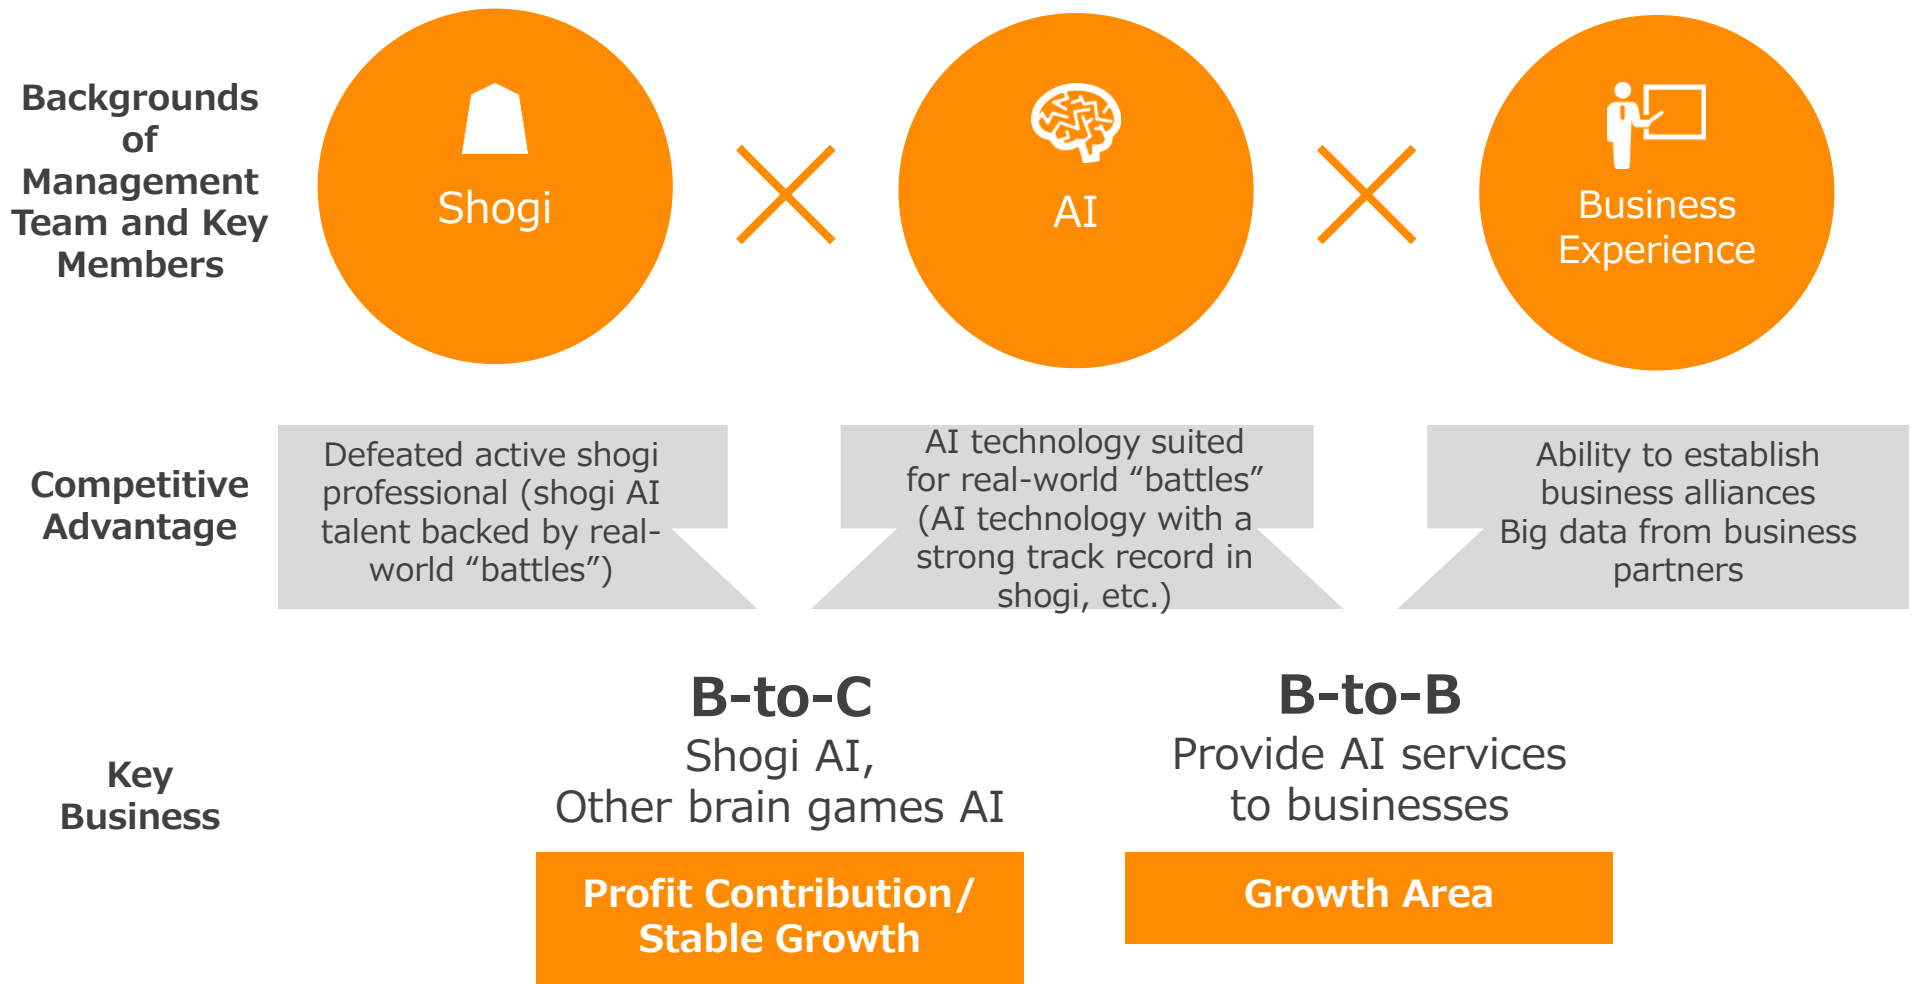 Backgrounds
of
Management
Team and Key
Members
Shogi
AI
Business
Experience
Competitive
Advantage
Defeated active shogi
professional (shogi AI
talent backed by real-
world “battles”)
AI technology suited
for real-world “battles”
(AI technology with a
strong track record in
shogi, etc.)
Ability to establish
business alliances
Big data from business
partners
Key
Business
B-to-C
Shogi AI,
Other brain games AI
Profit Contribution/
Stable Growth
B-to-B
Provide AI services
to businesses
Growth Area